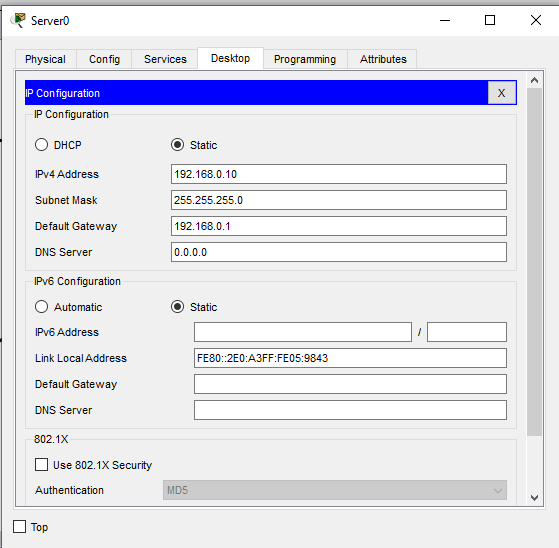 Server0
Physical Config Services Desktop Programming Attributes
IP Configuration X
IP Configuration
DHCP Static
IPv4 Address 192.168.0.10
Subnet Mask 255.255.255.0
Default Gateway 192.168.0.1
DNS Server 0.0.0.0
IPv6 Configuration
Automatic Static
IPv6 Address /
Link Local Address FE80::2E0:A3FF:FE05:9843
Default Gateway
DNS Server
802.1X
Use 802.1X Security
Authentication MD5
Top